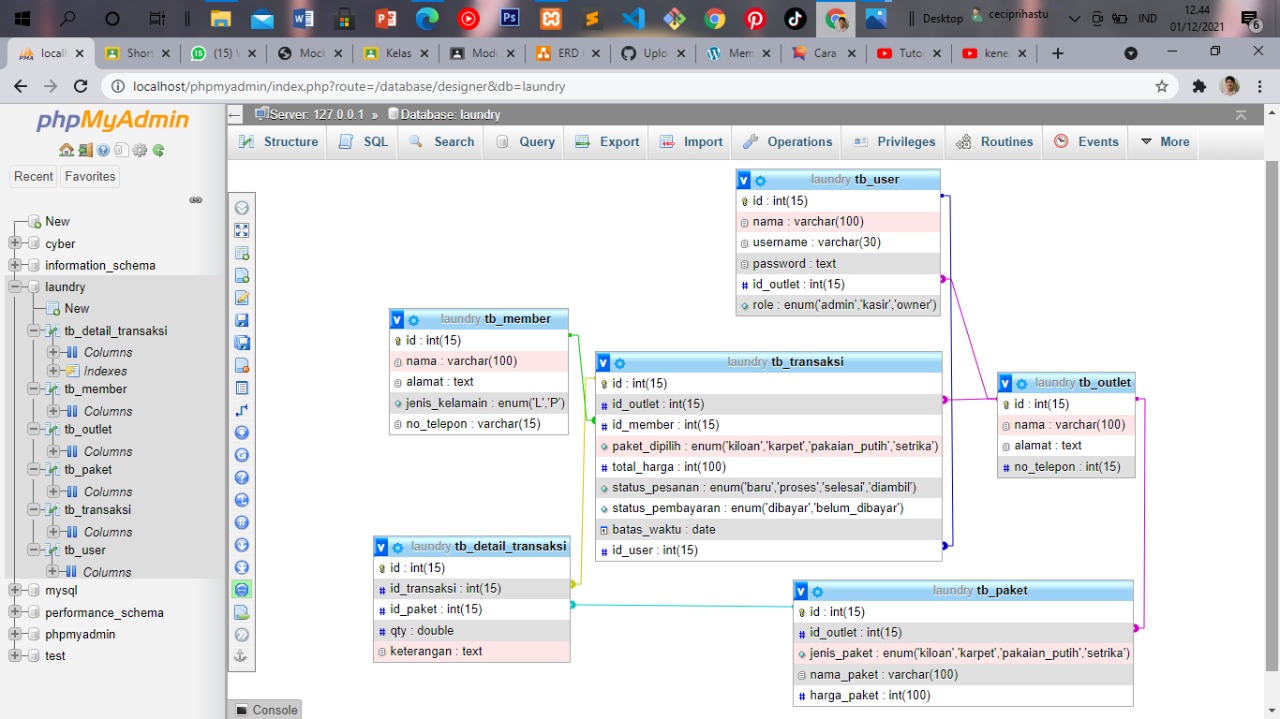 Desktop
ceciprihastu
IND
12.44
01/12/2021
6
locall
Short
(15) V
Mock
Kelas
Moda
ERD
Uplo
Mem
Cara
Tuto
kene
localhost/phpmyadmin/index.php?route=/database/designer&db=laundry
phpMyAdmin
Recent Favorites
New
cyber
information_schema
laundry
New
tb_detail_transaksi
Columns
Indexes
tb_member
Columns
tb_outlet
Columns
tb_paket
Columns
tb_transaksi
Columns
tb_user
Columns
mysql
performance_schema
phpmyadmin
test
Server: 127.0.0.1 » Database: laundry
Structure SQL Search Query Export Import Operations Privileges Routines Events More
v laundry tb_user
id : int(15)
nama : varchar(100)
username : varchar(30)
password : text
# id_outlet : int(15)
role : enum('admin','kasir','owner')
v laundry tb_member
id : int(15)
nama : varchar(100)
alamat : text
jenis_kelamain : enum('L','P')
no_telepon : varchar(15)
v laundry tb_transaksi
id : int(15)
# id_outlet : int(15)
# id_member : int(15)
paket_dipilih : enum('kiloan','karpet','pakaian_putih','setrika')
# total_harga : int(100)
status_pesanan : enum('baru','proses','selesai','diambil')
status_pembayaran : enum('dibayar','belum_dibayar')
batas_waktu : date
# id_user : int(15)
v laundry tb_outlet
id : int(15)
nama : varchar(100)
alamat : text
# no_telepon : int(15)
v laundry tb_detail_transaksi
id : int(15)
# id_transaksi : int(15)
# id_paket : int(15)
# qty : double
keterangan : text
v laundry tb_paket
id : int(15)
# id_outlet : int(15)
jenis_paket : enum('kiloan','karpet','pakaian_putih','setrika')
nama_paket : varchar(100)
# harga_paket : int(100)
Console